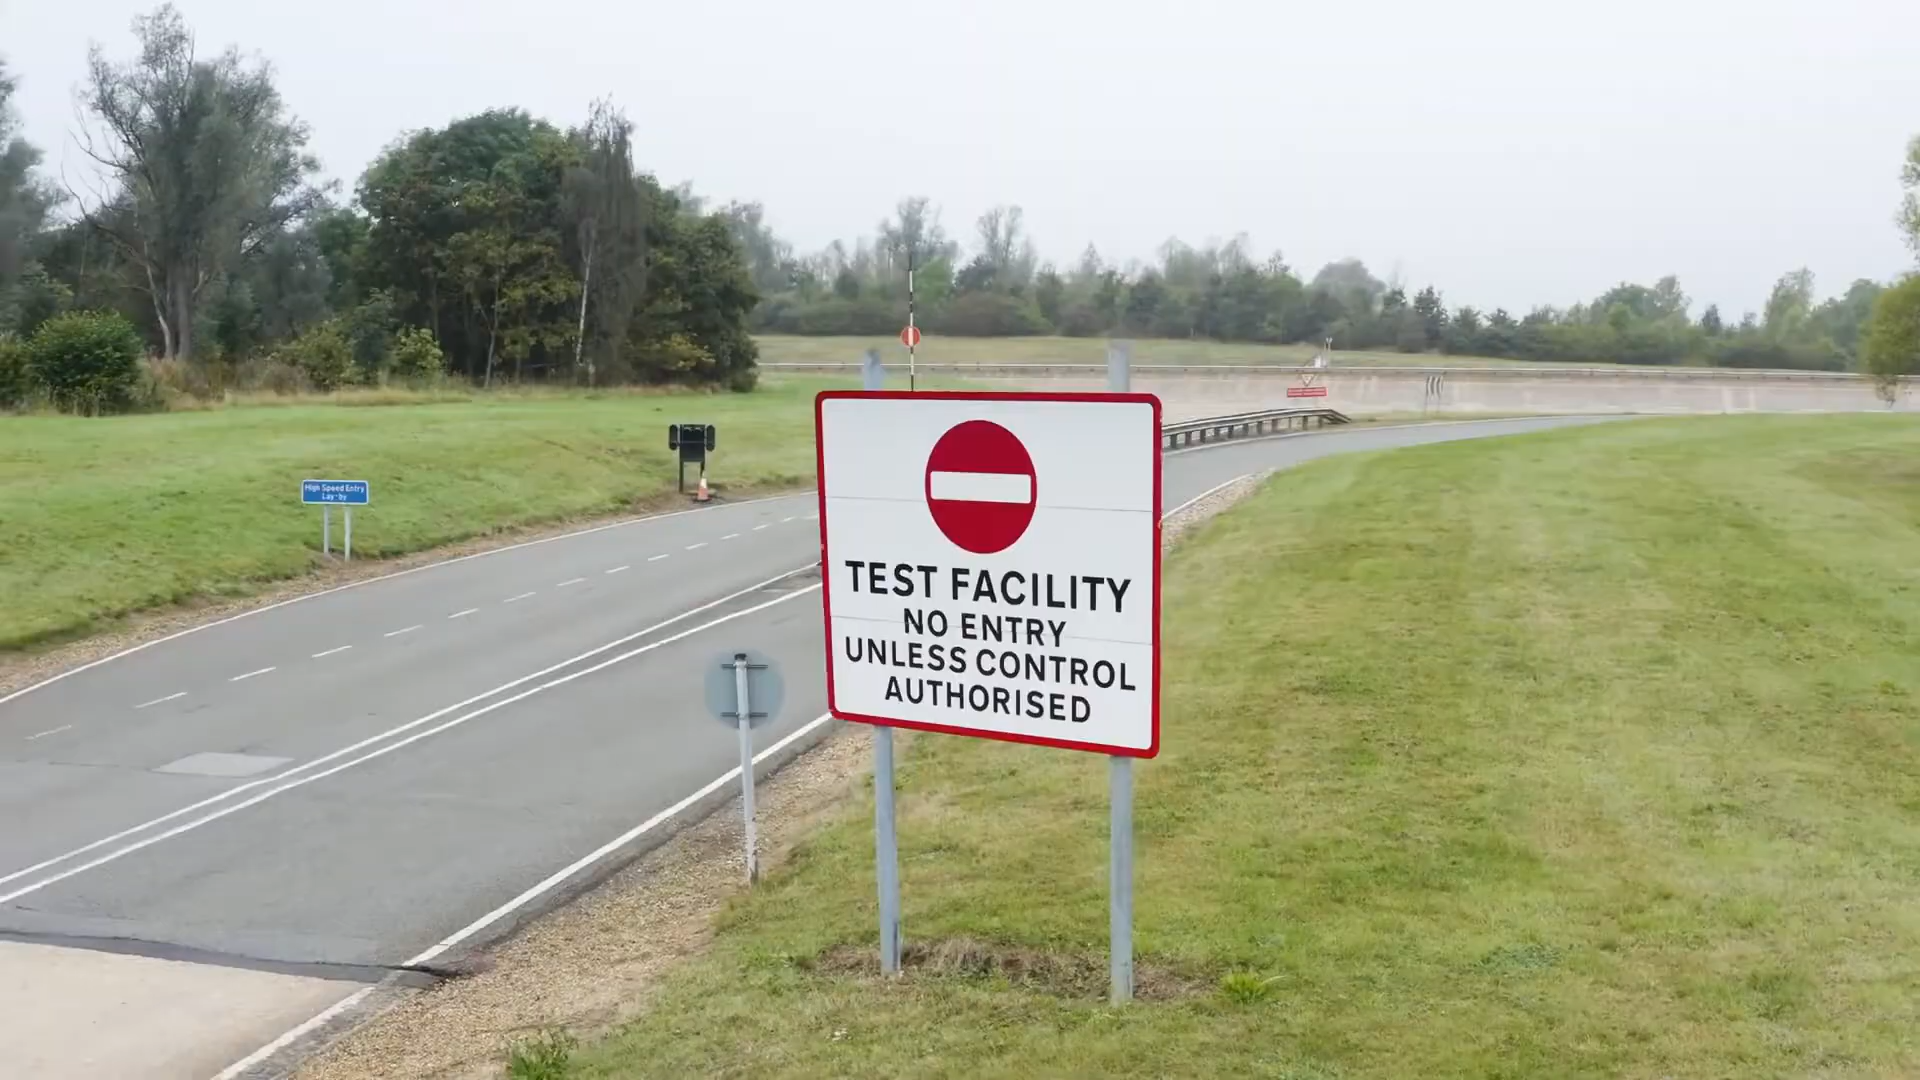 High Speed Entry
Lay-by
TEST FACILITY
NO ENTRY
UNLESS CONTROL
AUTHORISED